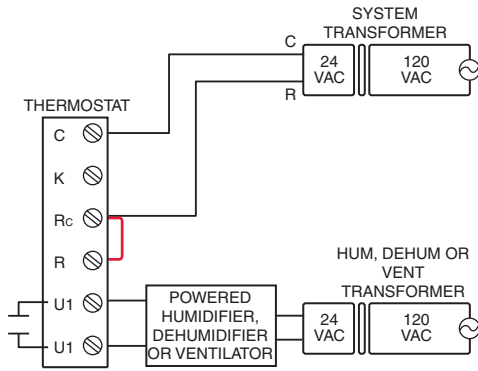 SYSTEM
TRANSFORMER
C
24
VAC
120
VAC
R
THERMOSTAT
C
K
Rc
R
U1
U1
POWERED
HUMIDIFIER,
DEHUMIDIFIER
OR VENTILATOR
HUM, DEHUM OR
VENT
TRANSFORMER
24
VAC
120
VAC